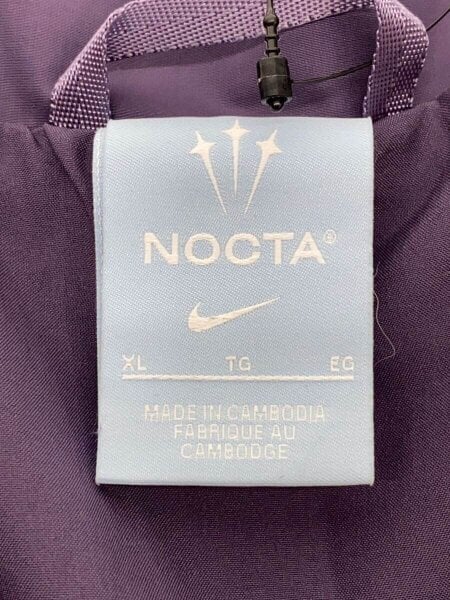 NOCTA®
XL TG EG
MADE IN CAMBODIA
FABRIQUE AU
CAMBODGE